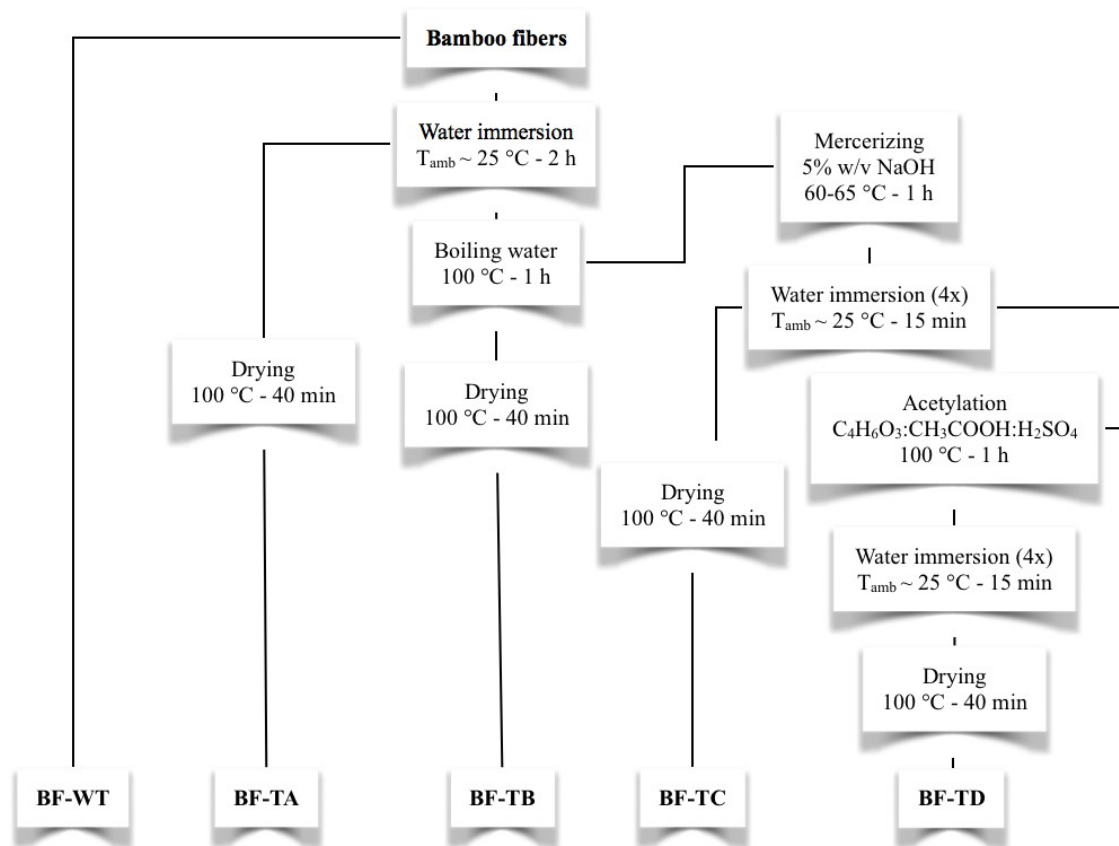 Bamboo fibers
Water immersion
Tamb ~ 25 °C - 2 h
Mercerizing
5% w/v NaOH
60-65 °C - 1 h
Boiling water
100 °C - 1 h
Water immersion (4x)
Tamb ~ 25 °C - 15 min
Drying
100 °C - 40 min
Drying
100 °C - 40 min
Acetylation
C₄H₆O₃:CH₃COOH:H₂SO₄
100 °C - 1 h
Drying
100 °C - 40 min
Water immersion (4x)
Tamb ~ 25 °C - 15 min
Drying
100 °C - 40 min
BF-WT
BF-TA
BF-TB
BF-TC
BF-TD